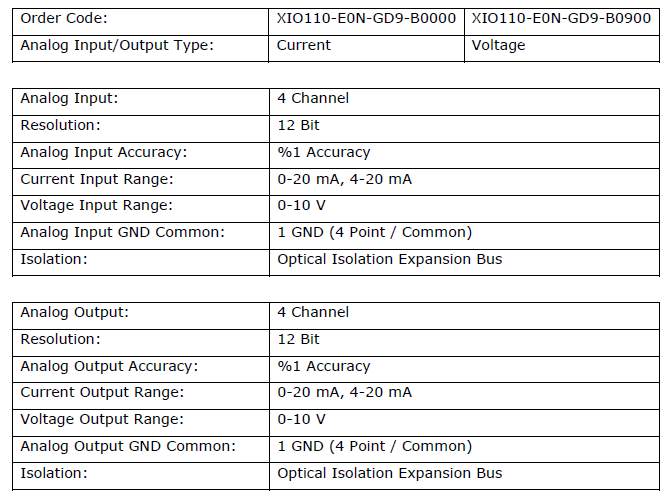 Order Code: XIO110-E0N-GD9-B0000 XIO110-E0N-GD9-B0900
Analog Input/Output Type: Current Voltage
Analog Input: 4 Channel
Resolution: 12 Bit
Analog Input Accuracy: %1 Accuracy
Current Input Range: 0-20 mA, 4-20 mA
Voltage Input Range: 0-10 V
Analog Input GND Common: 1 GND (4 Point / Common)
Isolation: Optical Isolation Expansion Bus
Analog Output: 4 Channel
Resolution: 12 Bit
Analog Output Accuracy: %1 Accuracy
Current Output Range: 0-20 mA, 4-20 mA
Voltage Output Range: 0-10 V
Analog Output GND Common: 1 GND (4 Point / Common)
Isolation: Optical Isolation Expansion Bus